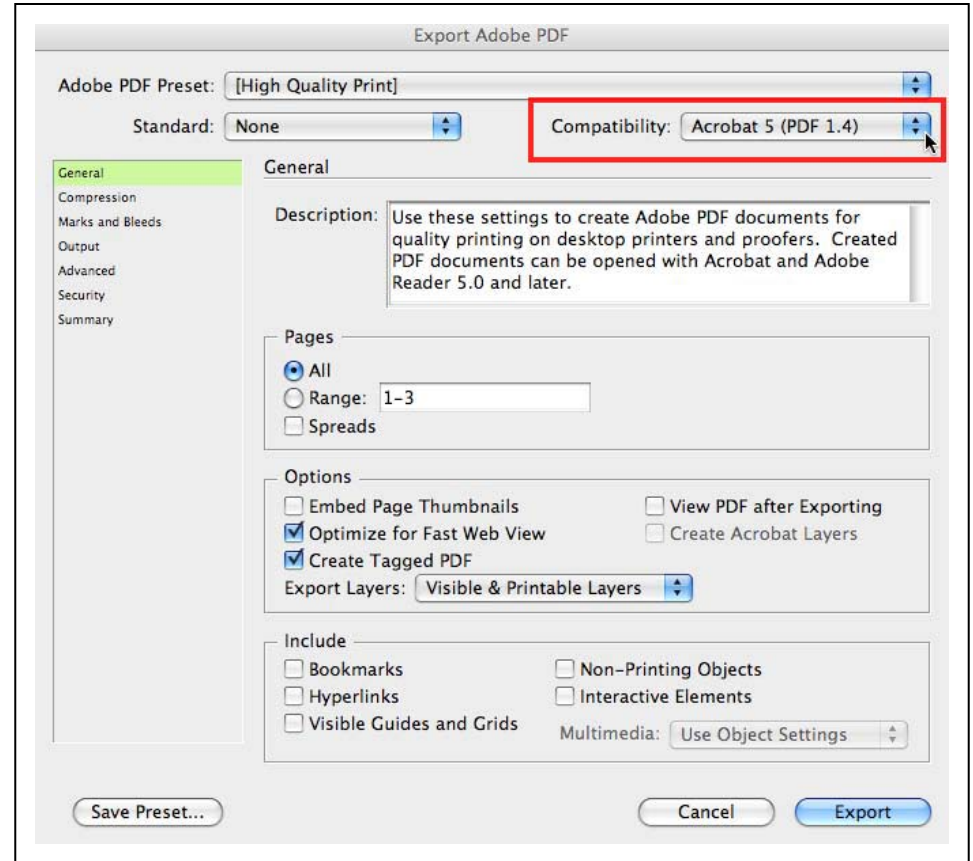 Export Adobe PDF
Adobe PDF Preset: [High Quality Print]
Standard: None Compatibility: Acrobat 5 (PDF 1.4)
General
Compression
Marks and Bleeds
Output
Advanced
Security
Summary
General
Description: Use these settings to create Adobe PDF documents for
quality printing on desktop printers and proofers. Created
PDF documents can be opened with Acrobat and Adobe
Reader 5.0 and later.
Pages
All
Range: 1-3
Spreads
Options
Embed Page Thumbnails View PDF after Exporting
Optimize for Fast Web View Create Acrobat Layers
Create Tagged PDF
Export Layers: Visible & Printable Layers
Include
Bookmarks Non-Printing Objects
Hyperlinks Interactive Elements
Visible Guides and Grids Multimedia: Use Object Settings
Save Preset... Cancel Export